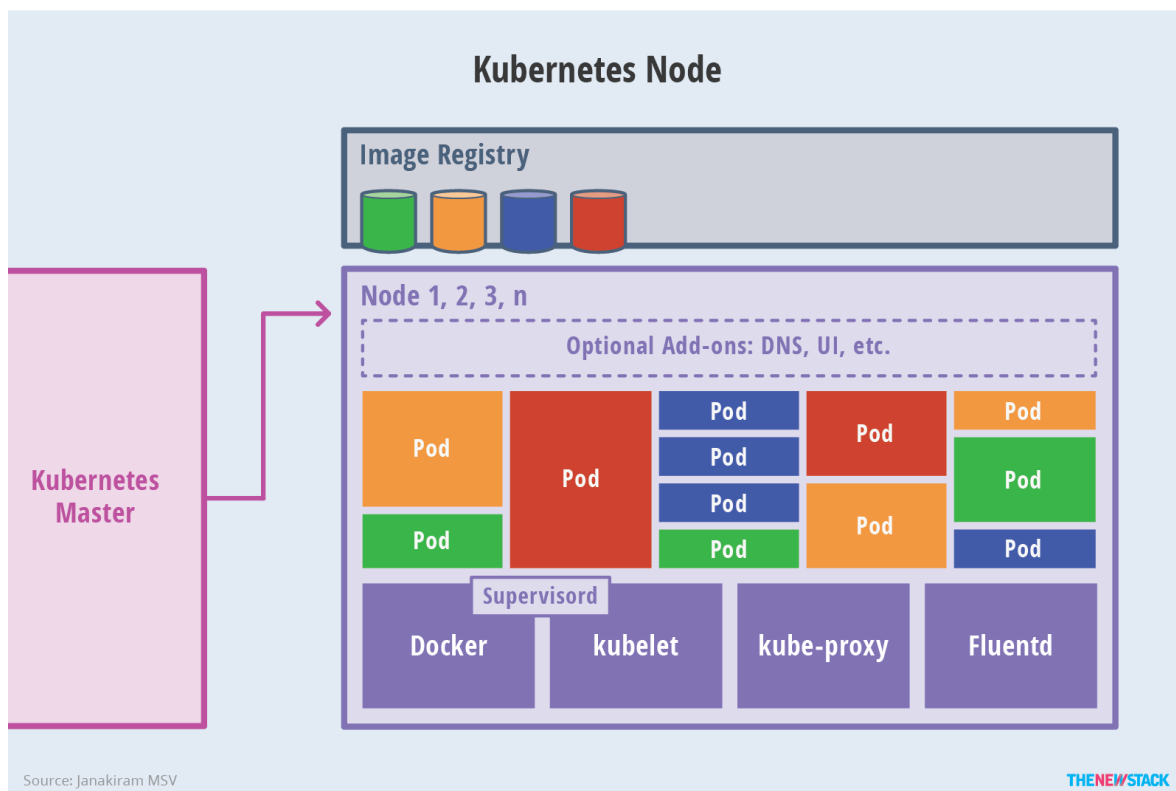 Kubernetes Node
Image Registry
Kubernetes
Master
Node 1, 2, 3, n
Optional Add-ons: DNS, UI, etc.
Pod
Pod
Pod
Pod
Pod
Pod
Pod
Pod
Pod
Pod
Pod
Pod
Supervisord
Docker
kubelet
kube-proxy
Fluentd
Source: Janakiram MSV
THENEWSTACK